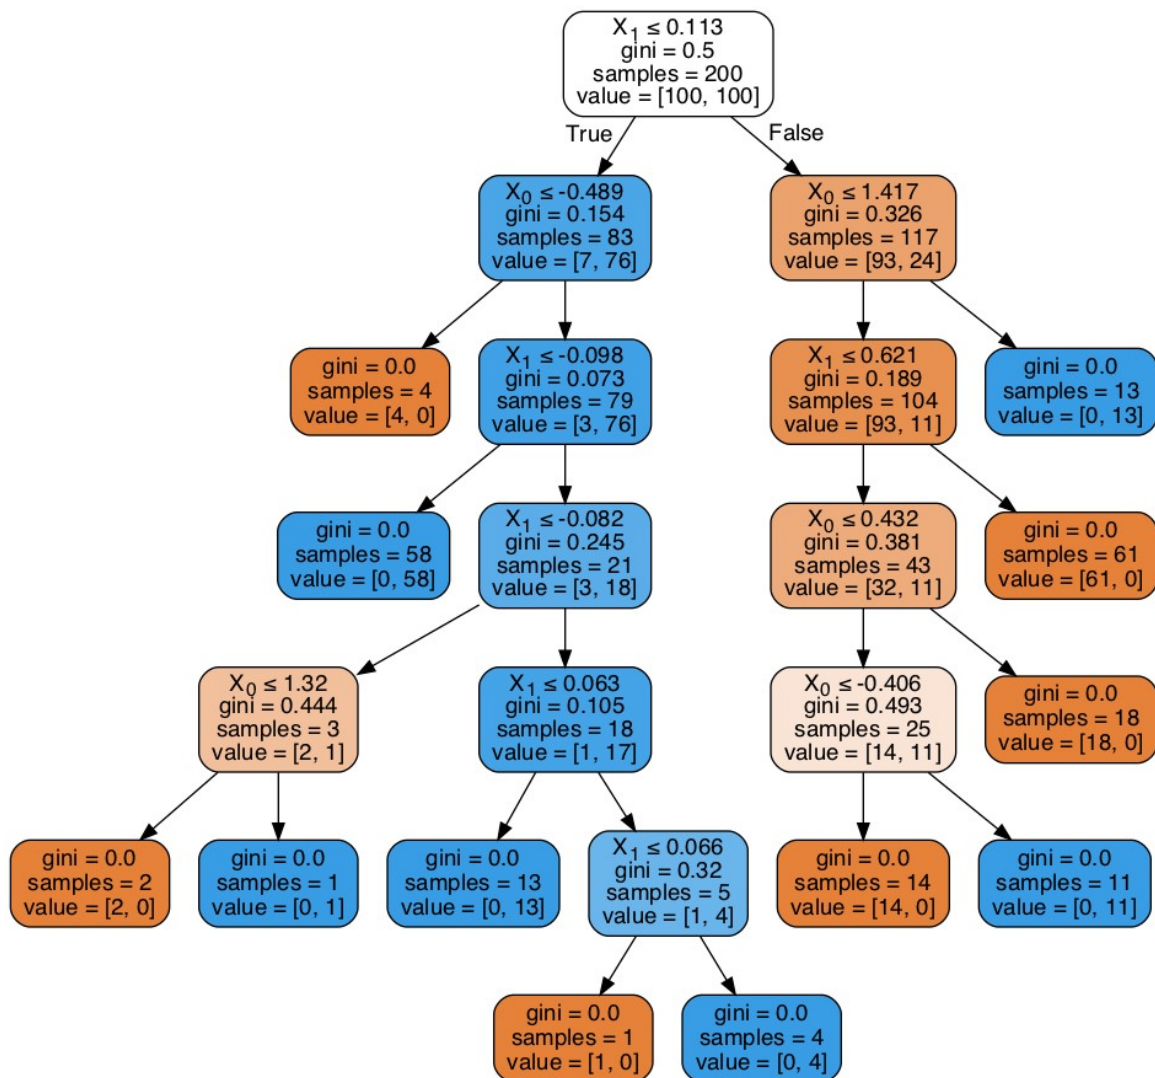 X₁ ≤ 0.113
gini = 0.5
samples = 200
value = [100, 100]
True
False
X₀ ≤ -0.489
gini = 0.154
samples = 83
value = [7, 76]
X₀ ≤ 1.417
gini = 0.326
samples = 117
value = [93, 24]
gini = 0.0
samples = 4
value = [4, 0]
X₁ ≤ -0.098
gini = 0.073
samples = 79
value = [3, 76]
X₁ ≤ 0.621
gini = 0.189
samples = 104
value = [93, 11]
gini = 0.0
samples = 13
value = [0, 13]
gini = 0.0
samples = 58
value = [0, 58]
X₁ ≤ -0.082
gini = 0.245
samples = 21
value = [3, 18]
X₀ ≤ 0.432
gini = 0.381
samples = 43
value = [32, 11]
gini = 0.0
samples = 61
value = [61, 0]
X₀ ≤ 1.32
gini = 0.444
samples = 3
value = [2, 1]
X₁ ≤ 0.063
gini = 0.105
samples = 18
value = [1, 17]
X₀ ≤ -0.406
gini = 0.493
samples = 25
value = [14, 11]
gini = 0.0
samples = 18
value = [18, 0]
gini = 0.0
samples = 2
value = [2, 0]
gini = 0.0
samples = 1
value = [0, 1]
gini = 0.0
samples = 13
value = [0, 13]
X₁ ≤ 0.066
gini = 0.32
samples = 5
value = [1, 4]
gini = 0.0
samples = 14
value = [14, 0]
gini = 0.0
samples = 11
value = [0, 11]
gini = 0.0
samples = 1
value = [1, 0]
gini = 0.0
samples = 4
value = [0, 4]